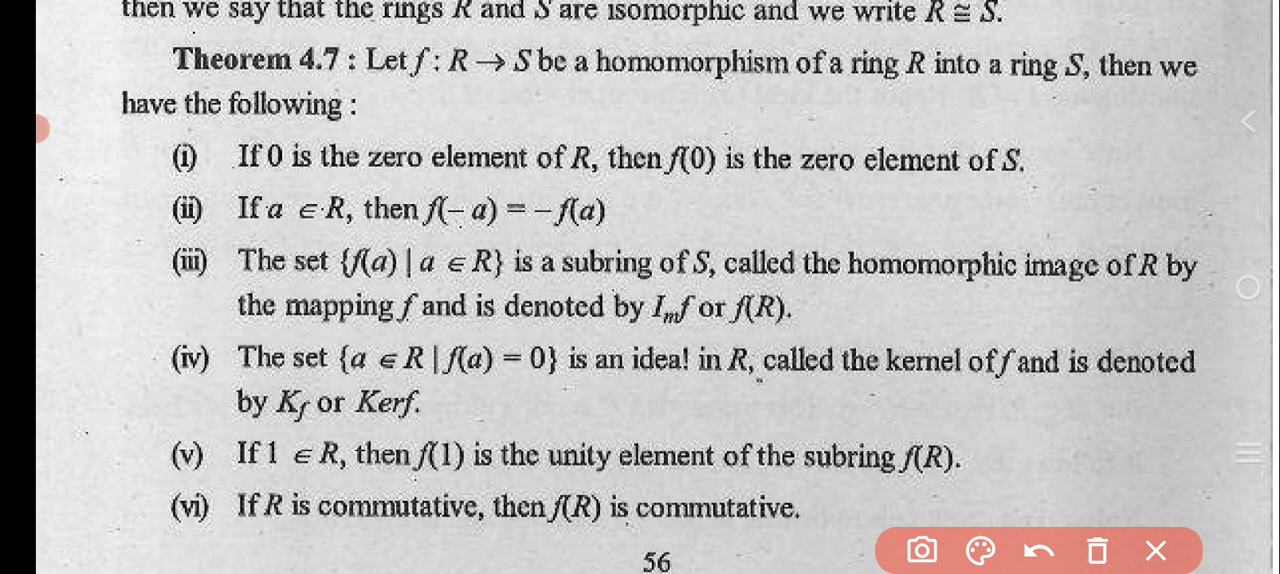 then we say that the rings R and S are isomorphic and we write R ≅ S.
Theorem 4.7 : Let f : R → S be a homomorphism of a ring R into a ring S, then we
have the following :
(i) If 0 is the zero element of R, then f(0) is the zero element of S.
(ii) If a ∈ R, then f(– a) = – f(a)
(iii) The set {f(a) | a ∈ R} is a subring of S, called the homomorphic image of R by
the mapping f and is denoted by Imf or f(R).
(iv) The set {a ∈ R | f(a) = 0} is an idea! in R, called the kernel of f and is denoted
by Kf or Kerf.
(v) If 1 ∈ R, then f(1) is the unity element of the subring f(R).
(vi) If R is commutative, then f(R) is commutative.
56